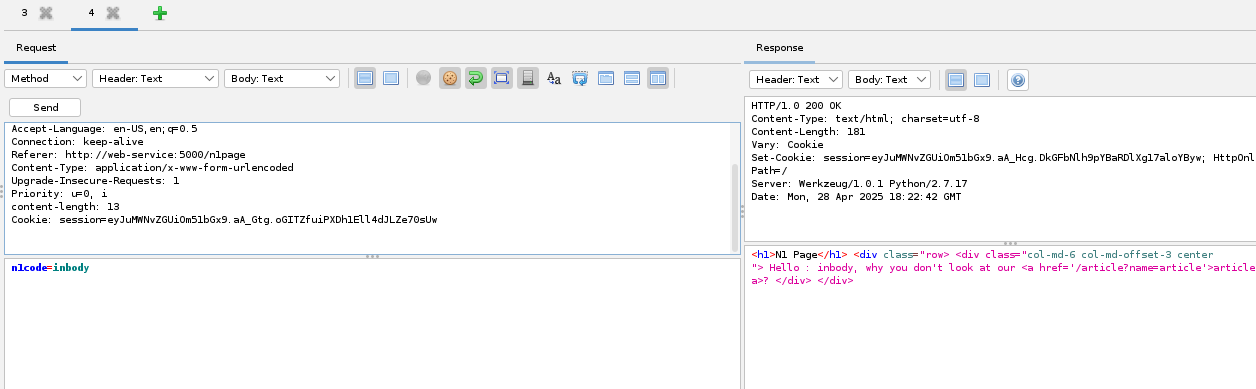 3
4
Request
Response
Method
Header: Text
Body: Text
Header: Text
Body: Text
Send
Accept-Language: en-US,en;q=0.5
Connection: keep-alive
Referer: http://web-service:5000/n1page
Content-Type: application/x-www-form-urlencoded
Upgrade-Insecure-Requests: 1
Priority: u=0, i
content-length: 13
Cookie: session=eyJuMWNvZGUiOm51bGx9.aA_Gtg.oGITZfuiPXDh1Ell4dJLZe70sUw
n1code=inbody
HTTP/1.0 200 OK
Content-Type: text/html; charset=utf-8
Content-Length: 181
Vary: Cookie
Set-Cookie: session=eyJuMWNvZGUiOm51bGx9.aA_Hcg.DkGFbNlh9pYBaRDlXg17aloYByw; HttpOnl
Path=/
Server: Werkzeug/1.0.1 Python/2.7.17
Date: Mon, 28 Apr 2025 18:22:42 GMT
<h1>N1 Page</h1> <div class="row> <div class="col-md-6 col-md-offset-3 center
"> Hello : inbody, why you don't look at our <a href='/article?name=article'>article
a>? </div> </div>